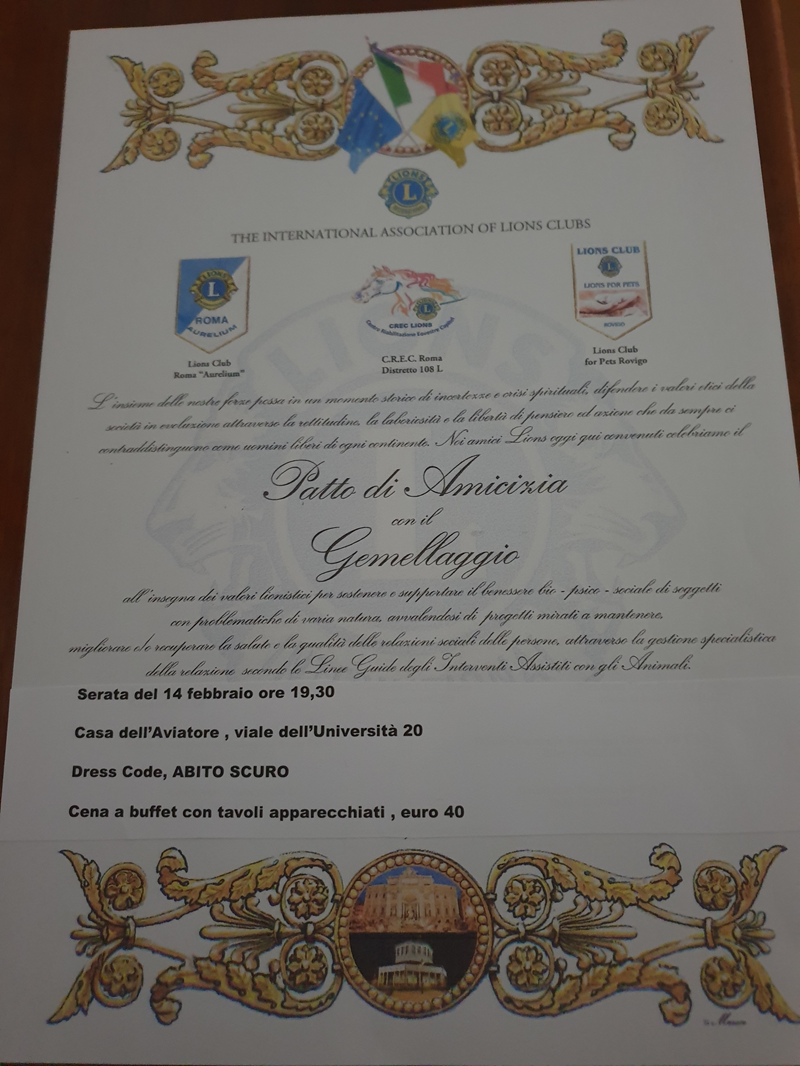 LIONS
L
THE INTERNATIONAL ASSOCIATION OF LIONS CLUBS
LIONS
L
ROMA
AURELIUM
Lions Club
Roma "Aurelium"
CREC LIONS
Centro Riabilitazione Equestre Capitol
C.R.E.C. Roma
Distretto 108 L
LIONS CLUB
LIONS FOR PETS
ROVIGO
Lions Club
for Pets Rovigo
L'insieme delle nostre forze possa in un momento storico di incertezze e crisi spirituali, difendere i valori etici della
società in evoluzione attraverso la rettitudine, la laboriosità e la libertà di pensiero ed azione che da sempre ci
contraddistinguono come uomini liberi di ogni continente. Noi amici Lions oggi qui convenuti celebriamo il
Patto di Amicizia
con il
Gemellaggio
all'insegna dei valori lionistici per sostenere e supportare il benessere bio - psico - sociale di soggetti
con problematiche di varia natura, avvalendosi di progetti mirati a mantenere,
migliorare e/o recuperare la salute e la qualità delle relazioni sociali delle persone, attraverso la gestione specialistica
della relazione secondo le Linee Guide degli Interventi Assistiti con gli Animali.
Serata del 14 febbraio ore 19,30
Casa dell'Aviatore , viale dell'Università 20
Dress Code, ABITO SCURO
Cena a buffet con tavoli apparecchiati , euro 40